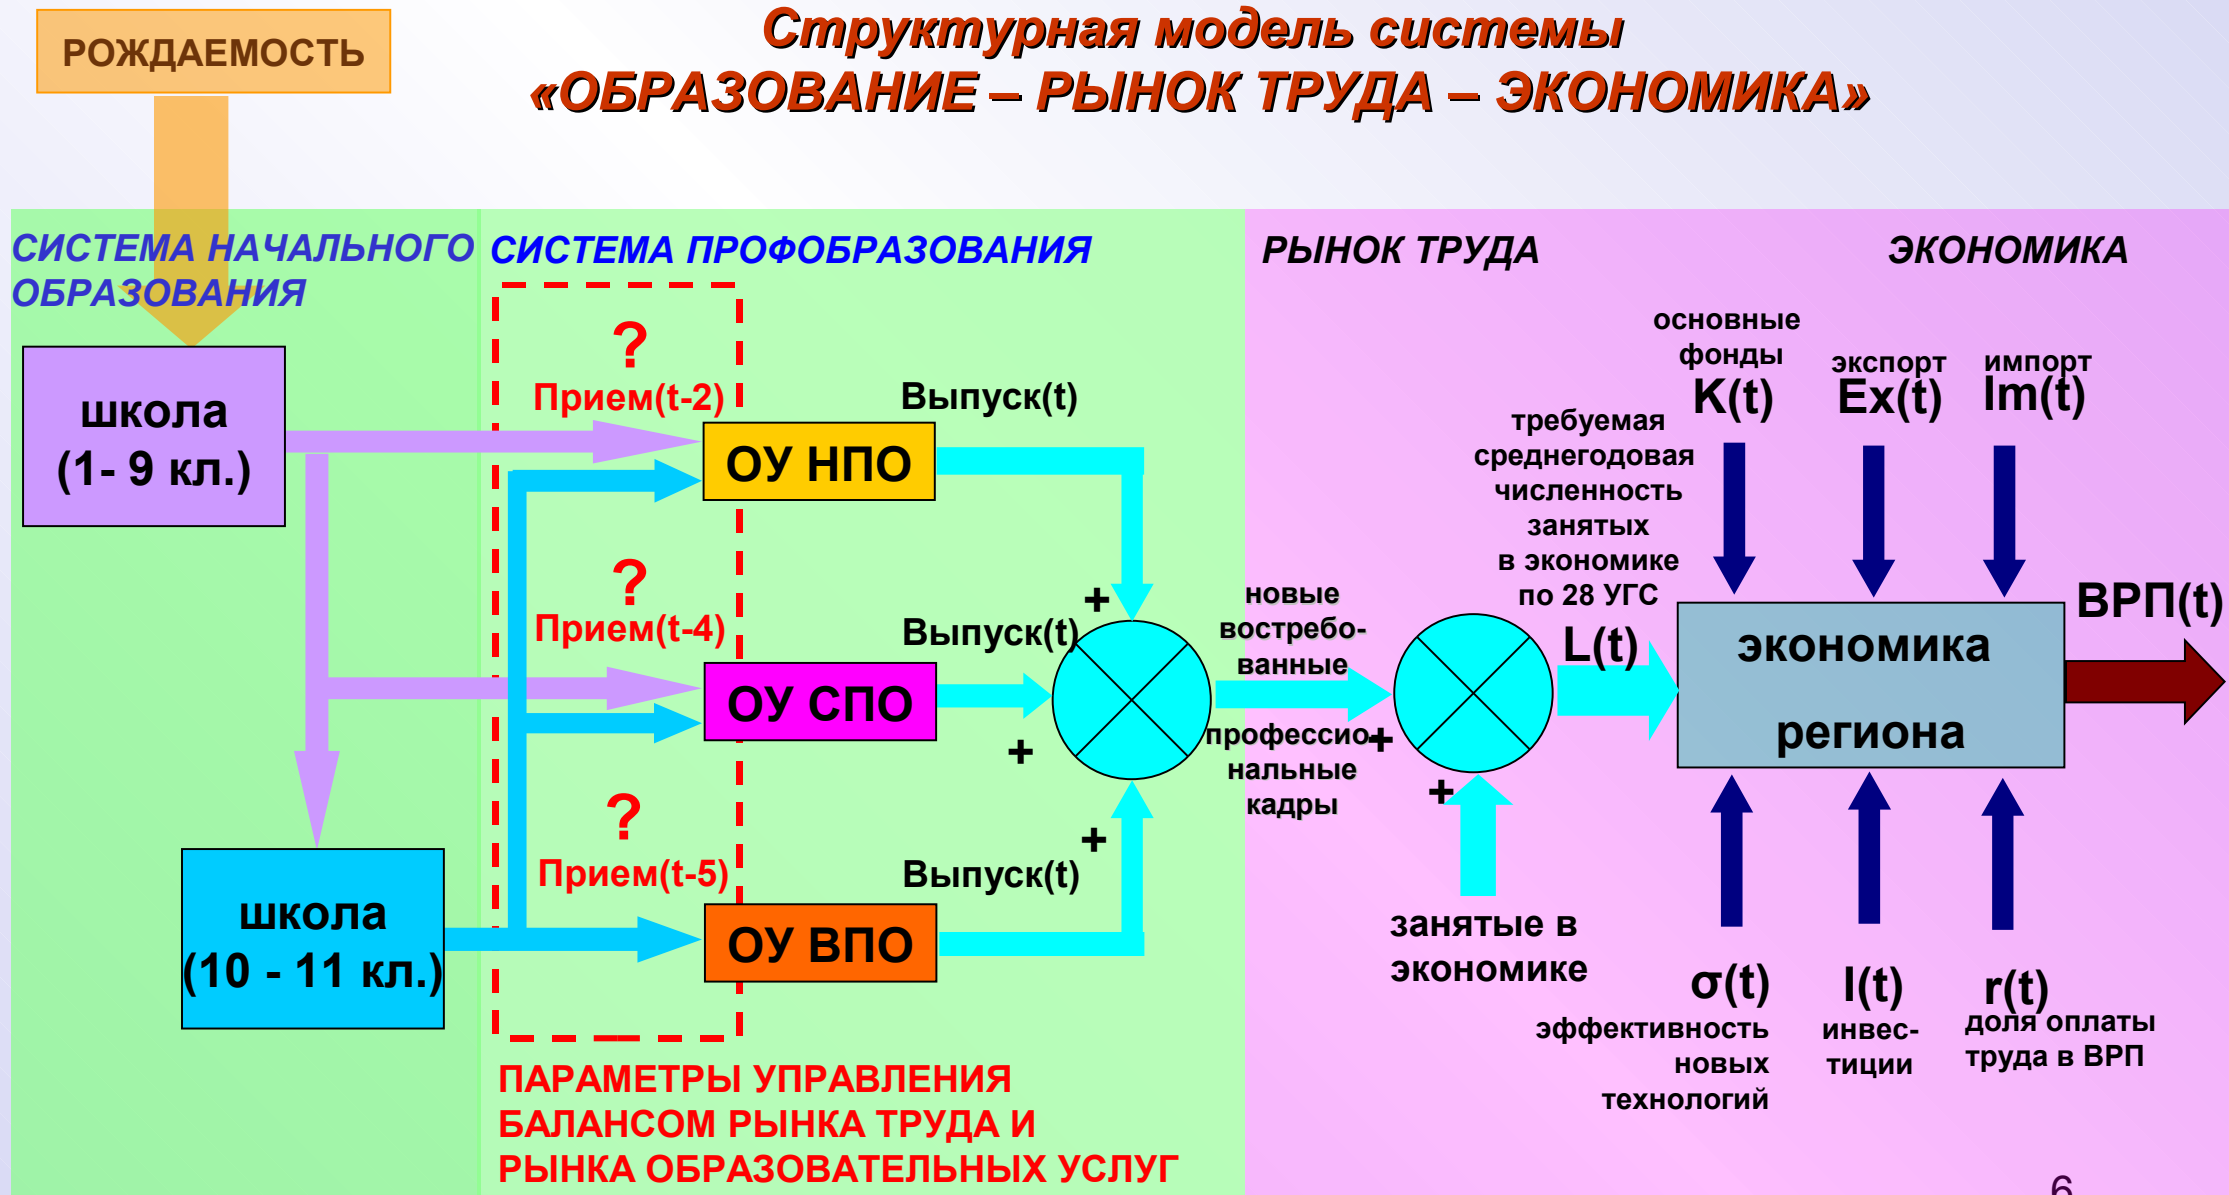 Структурная модель системы
«ОБРАЗОВАНИЕ – РЫНОК ТРУДА – ЭКОНОМИКА»
РОЖДАЕМОСТЬ
СИСТЕМА НАЧАЛЬНОГО
ОБРАЗОВАНИЯ
СИСТЕМА ПРОФОБРАЗОВАНИЯ
РЫНОК ТРУДА
ЭКОНОМИКА
школа
(1- 9 кл.)
школа
(10 - 11 кл.)
?
Прием(t-2)
ОУ НПО
Выпуск(t)
?
Прием(t-4)
ОУ СПО
Выпуск(t)
?
Прием(t-5)
ОУ ВПО
Выпуск(t)
+
+
+
ПАРАМЕТРЫ УПРАВЛЕНИЯ
БАЛАНСОМ РЫНКА ТРУДА И
РЫНКА ОБРАЗОВАТЕЛЬНЫХ УСЛУГ
новые
востребо-
ванные
профессио-
нальные
кадры
+
+
занятые в
экономике
требуемая
среднегодовая
численность
занятых
в экономике
по 28 УГС
L(t)
основные
фонды
K(t)
экспорт
Ex(t)
импорт
Im(t)
экономика
региона
ВРП(t)
σ(t)
эффективность
новых
технологий
I(t)
инвес-
тиции
r(t)
доля оплаты
труда в ВРП
6